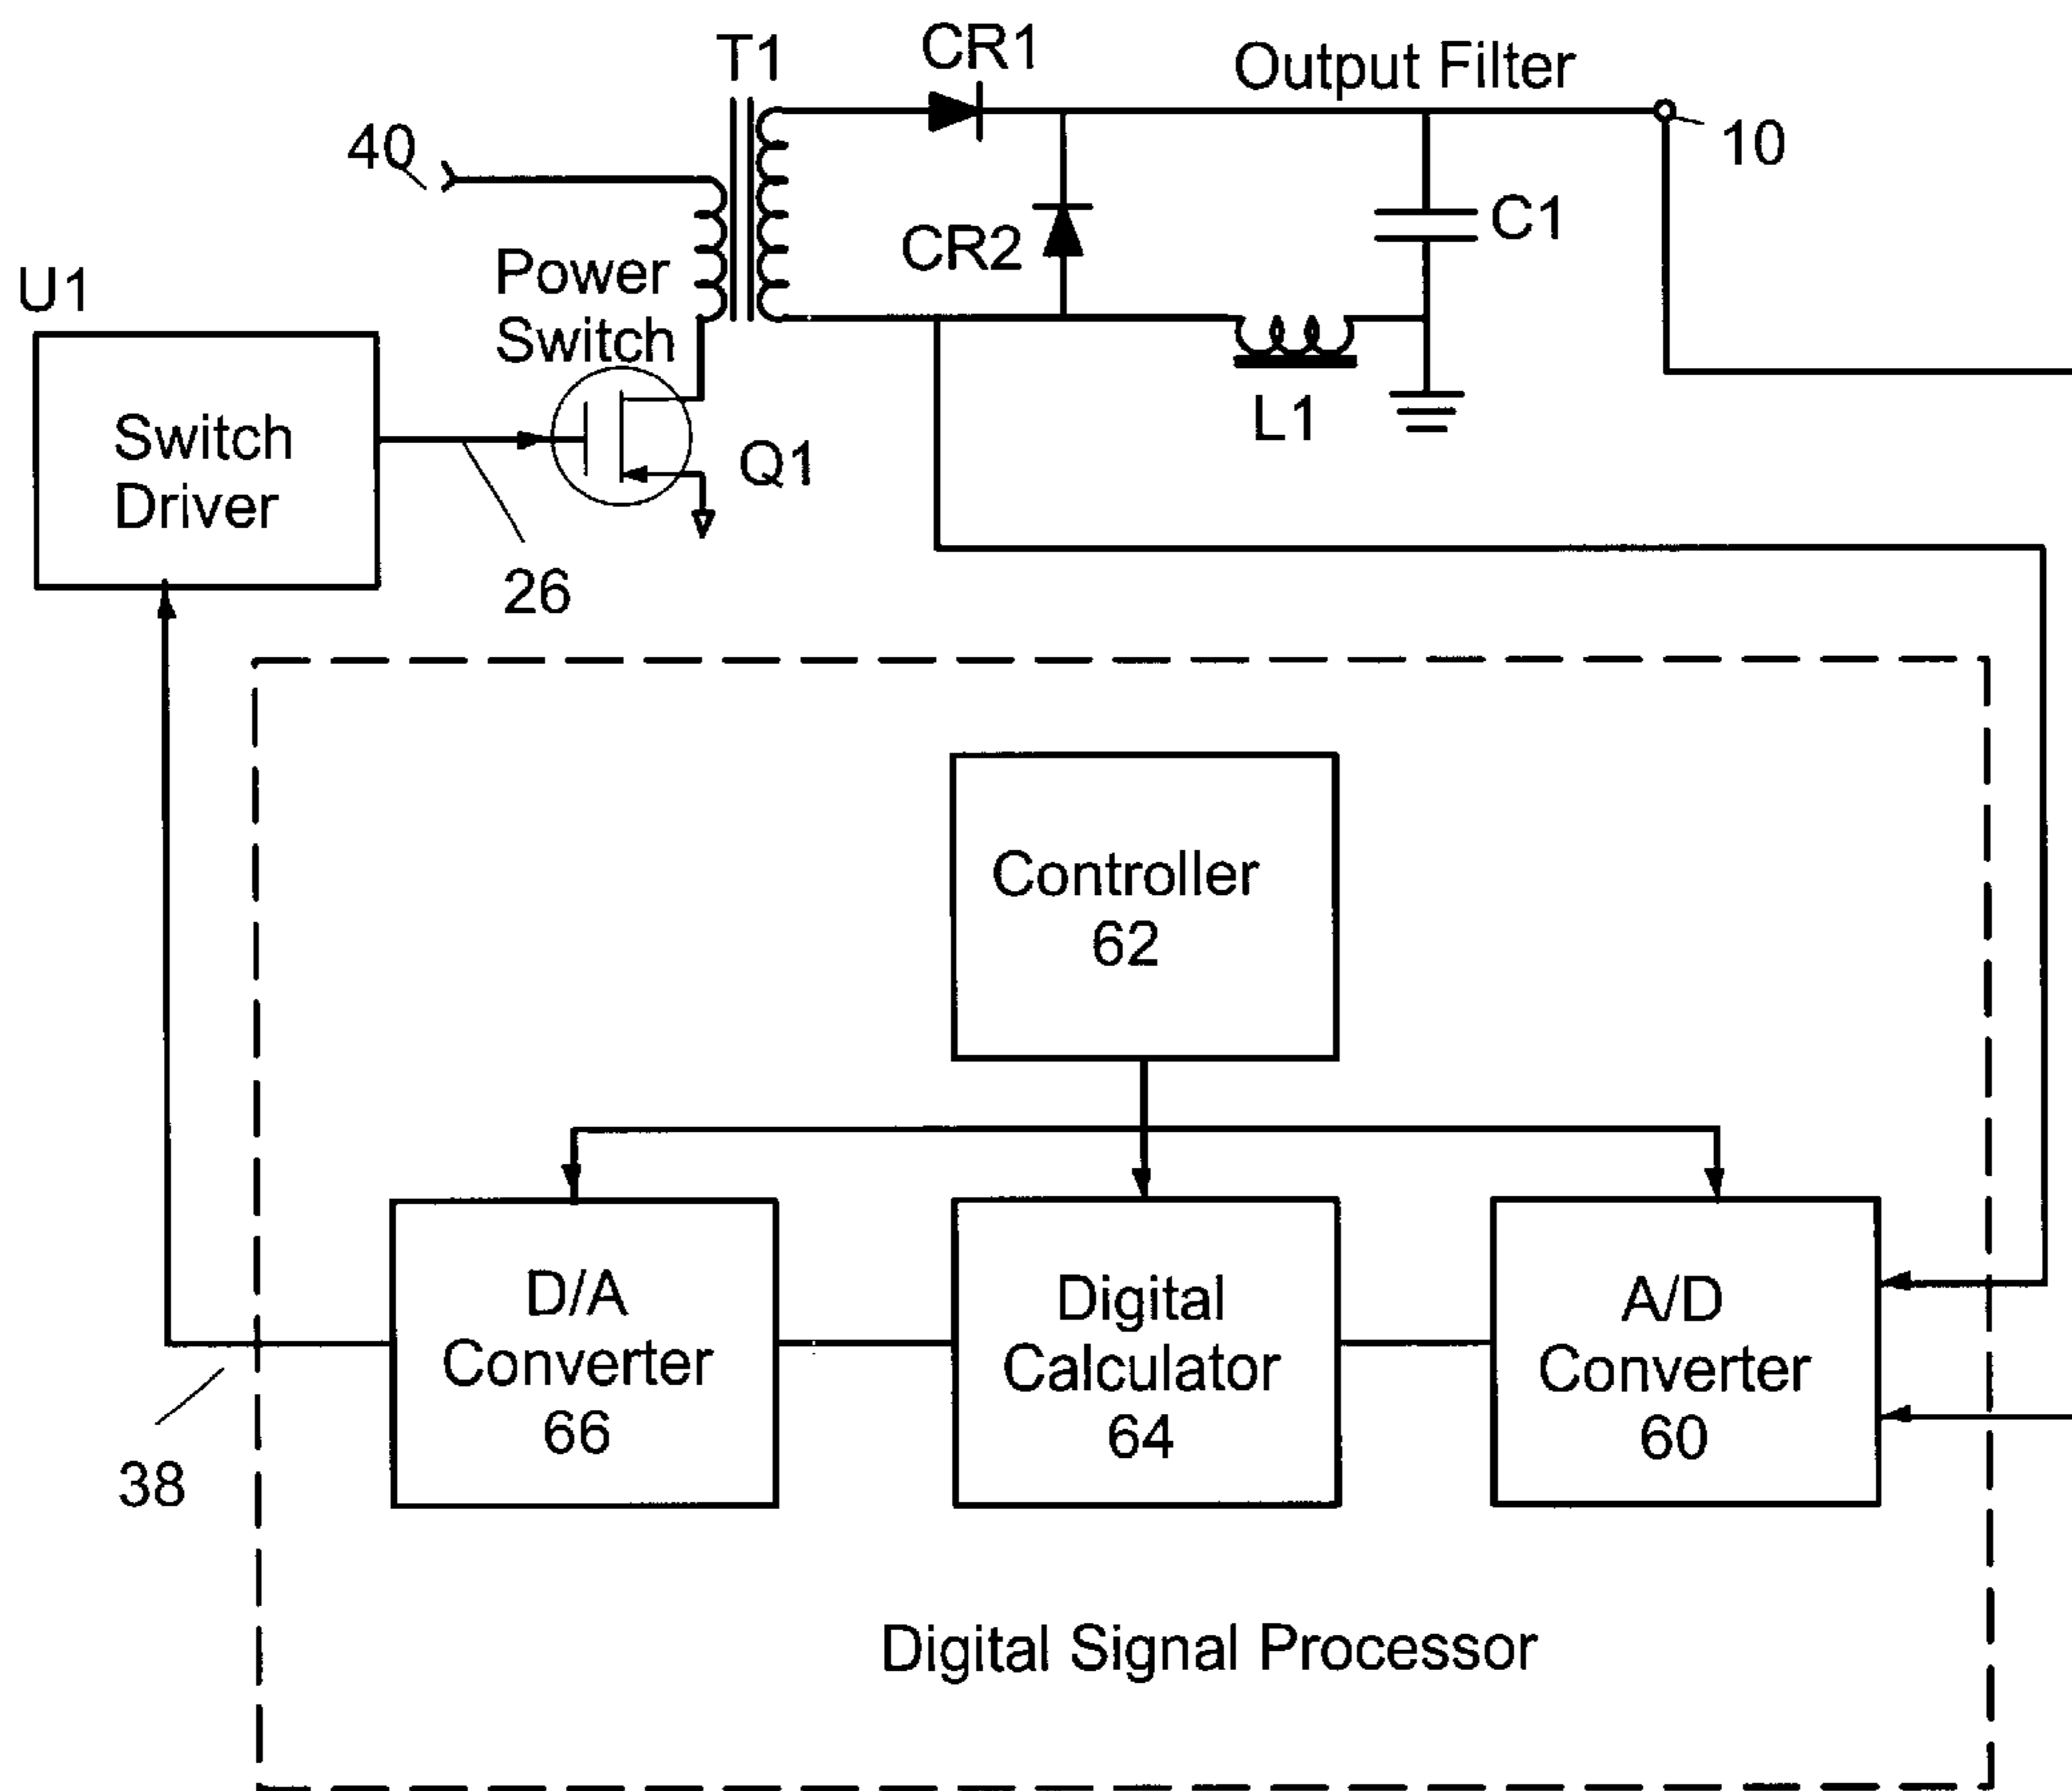 T1
CR1
Output Filter
40
10
CR2
C1
Power
Switch
U1
L1
Switch
Driver
Q1
26
Controller
62
D/A
Converter
66
Digital
Calculator
64
A/D
Converter
60
38
Digital Signal Processor